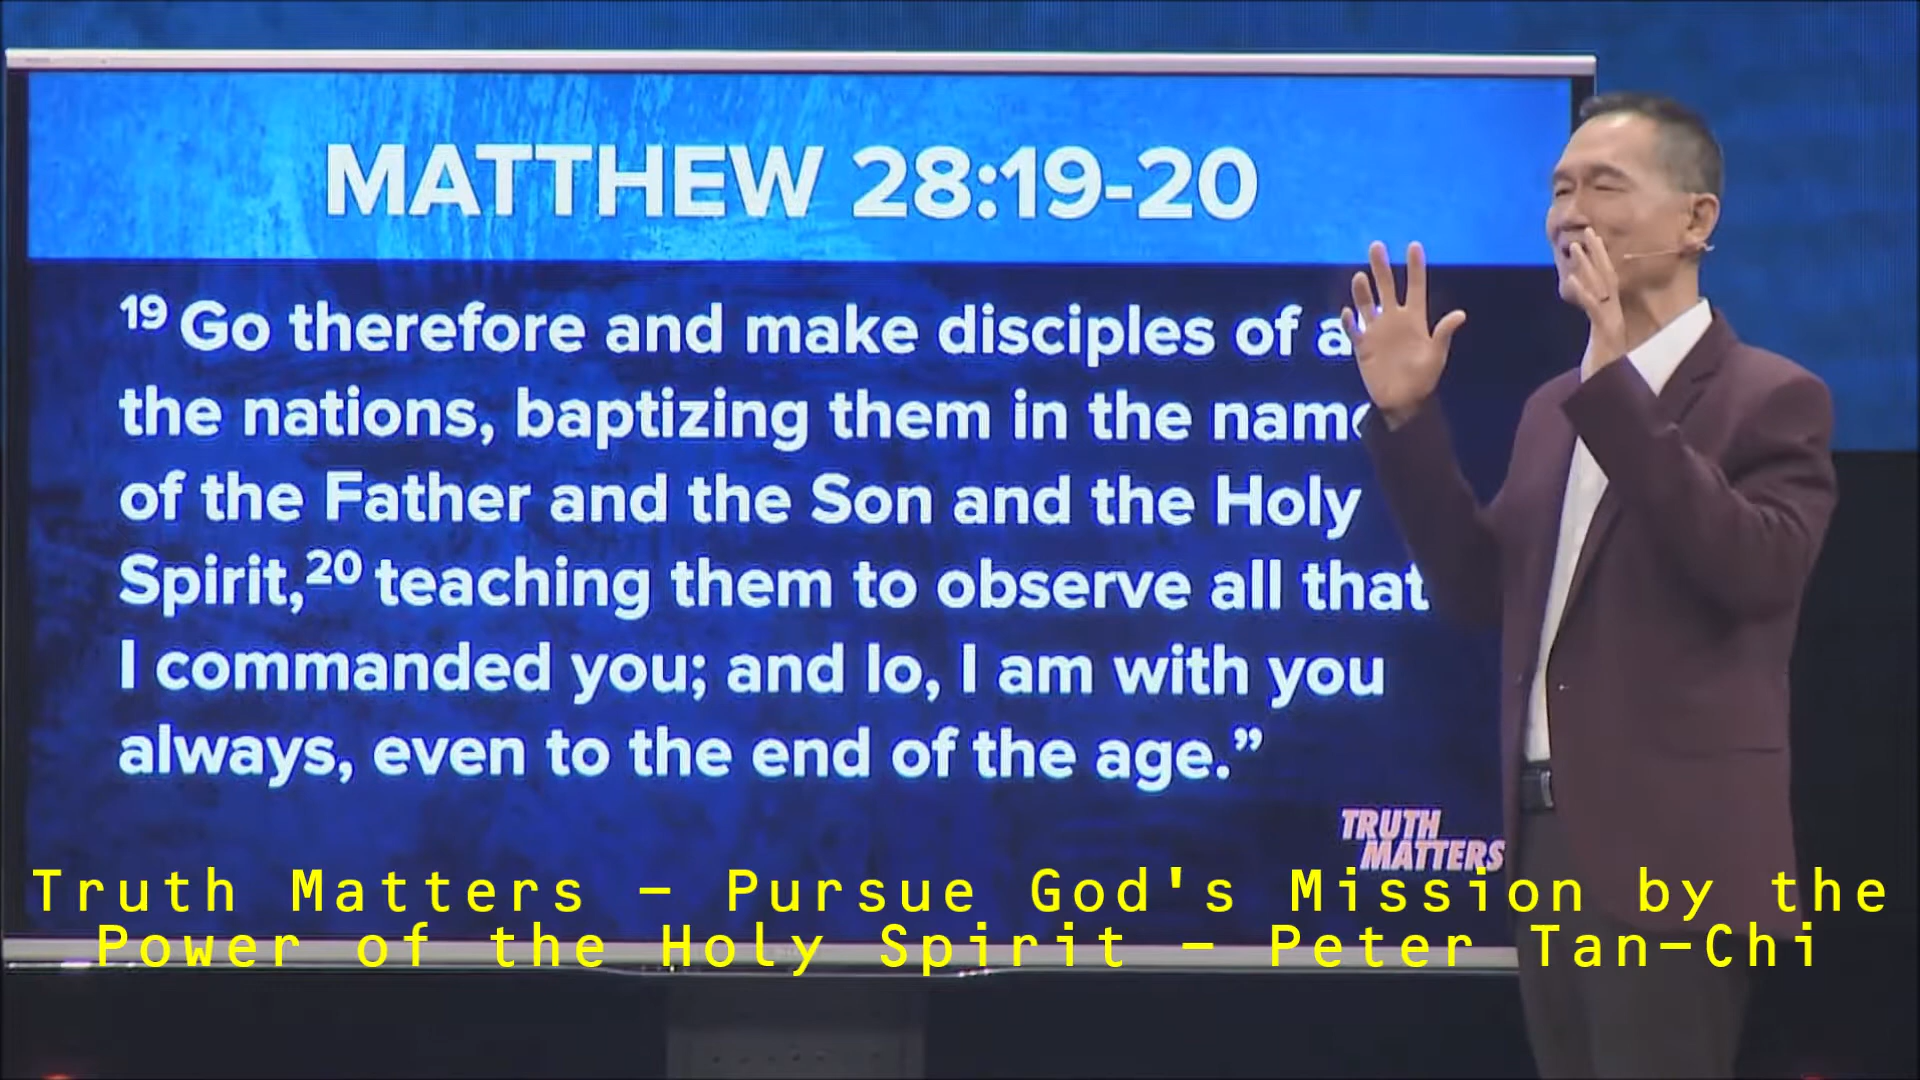 MATTHEW 28:19-20
19 Go therefore and make disciples of
the nations, baptizing them in the name
of the Father and the Son and the Holy
Spirit,20 teaching them to observe all that
I commanded you; and lo, I am with you
always, even to the end of the age.”
TRUTH
MATTERS
Truth Matters - Pursue God's Mission by the
Power of the Holy Spirit - Peter Tan-Chi